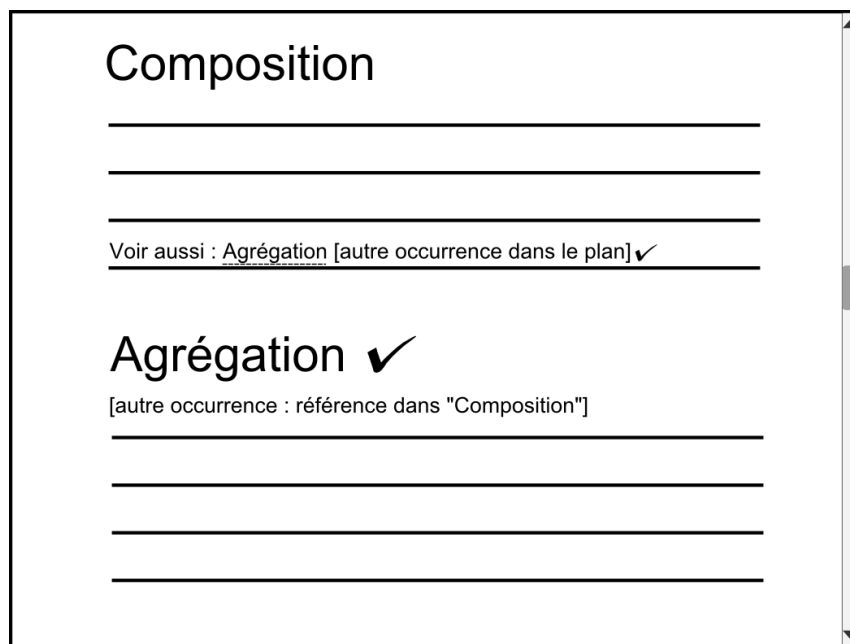 Composition
Voir aussi : Agrégation [autre occurrence dans le plan] ✓
Agrégation ✓
[autre occurrence : référence dans "Composition"]